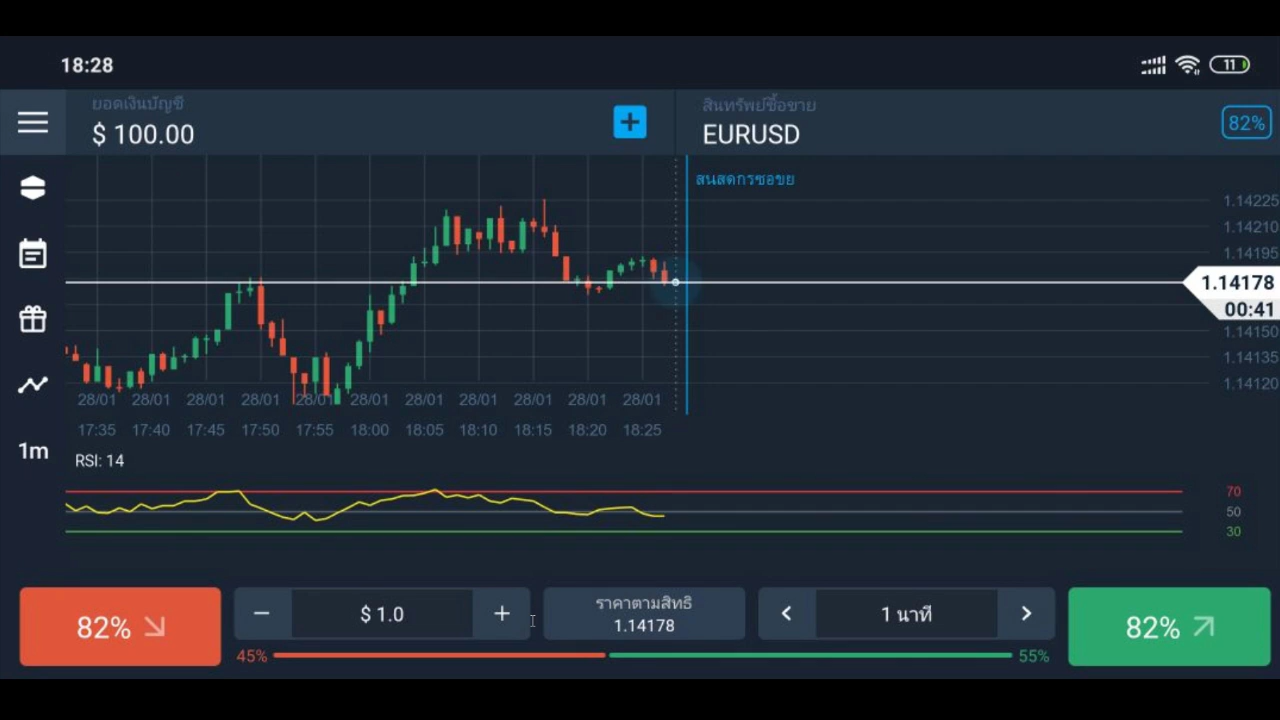 18:28
11
ยอดเงินบัญชี
$ 100.00
สินทรัพย์ซื้อขาย
EURUSD
82%
สนสดกรซอขย
1.14225
1.14210
1.14195
1.14178
00:41
1.14150
1.14135
1.14120
28/01 28/01 28/01 28/01 28/01 28/01 28/01 28/01 28/01 28/01 28/01
17:35 17:40 17:45 17:50 17:55 18:00 18:05 18:10 18:15 18:20 18:25
1m
RSI: 14
70
50
30
82%
$ 1.0
ราคาตามสิทธิ
1.14178
1 นาที
82%
45%
55%